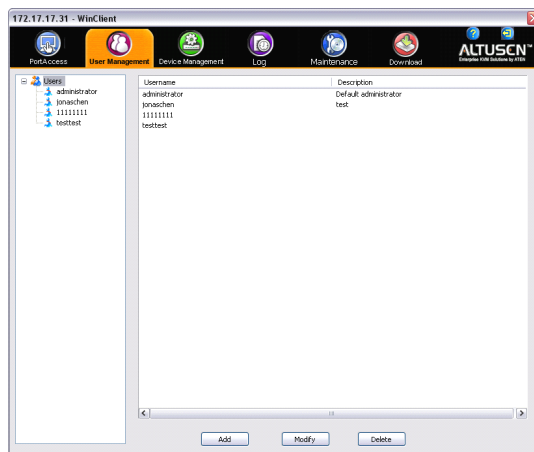 172.17.17.31 - WinClient
PortAccess
User Management
Device Management
Log
Maintenance
Download
ALTUSCN™
Enterprise KVM Solutions by ATEN
Users
administrator
jonaschen
11111111
testtest
Username Description
administrator Default administrator
jonaschen test
11111111
testtest
Add Modify Delete